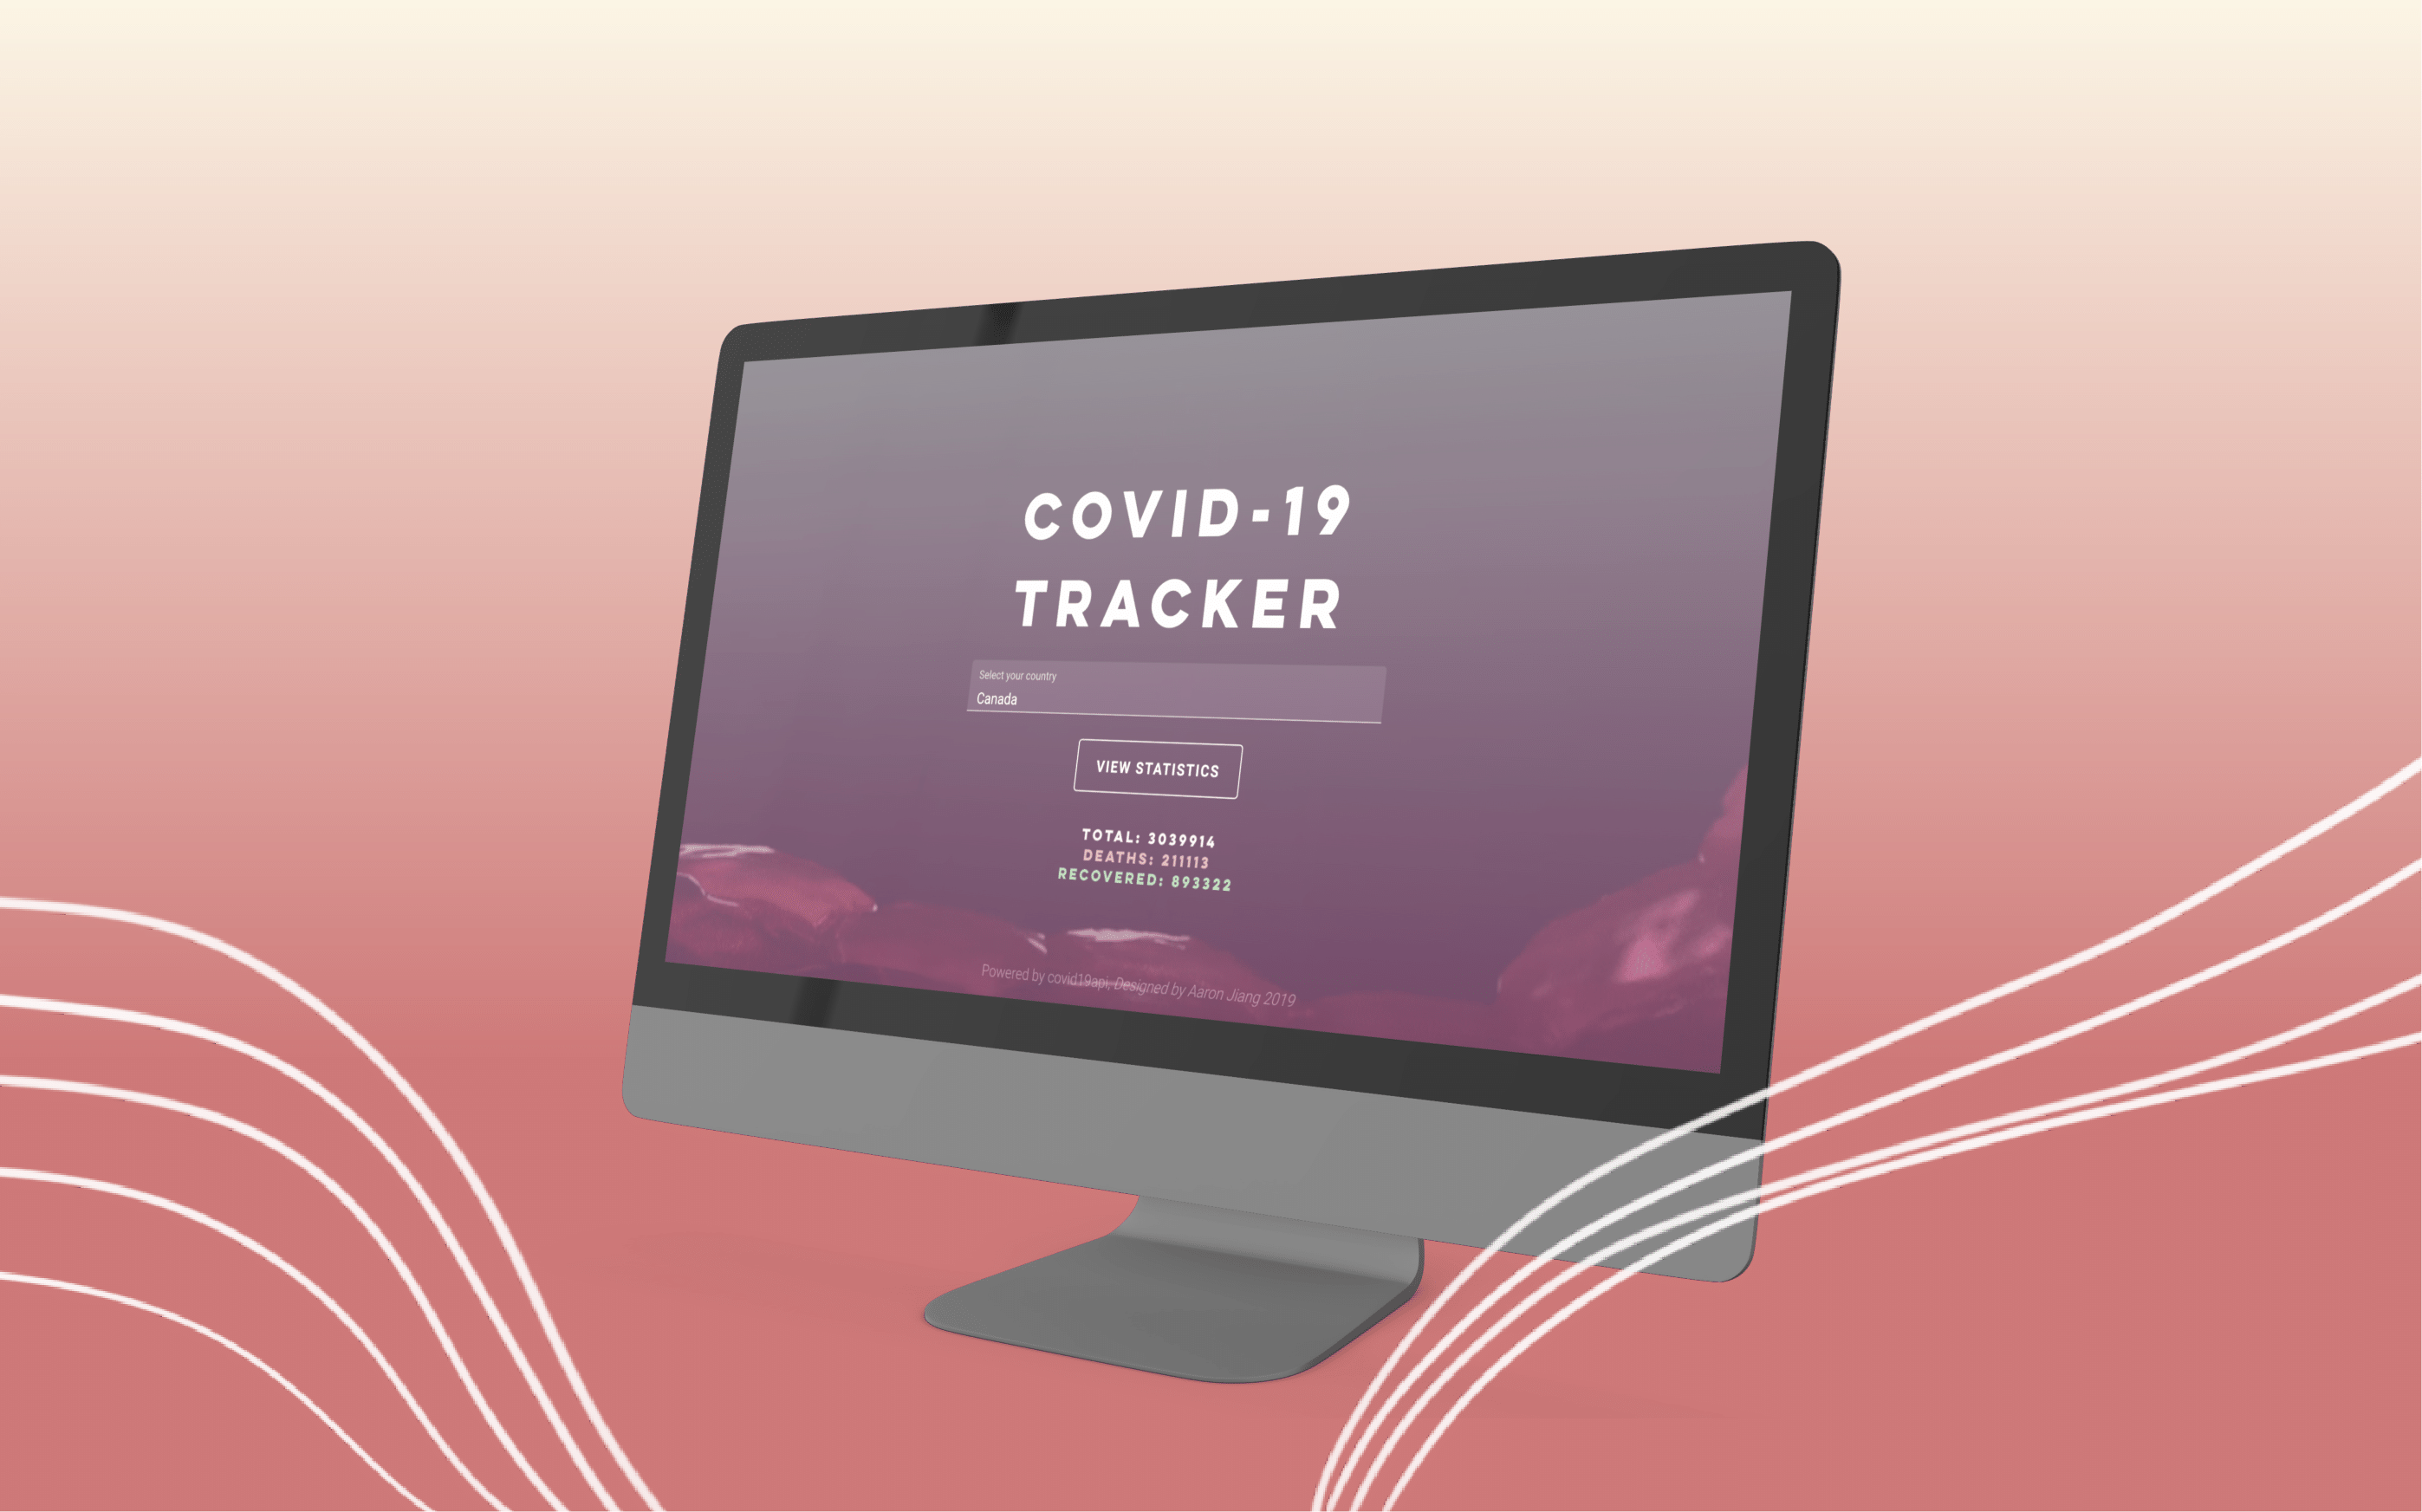 COVID-19
TRACKER
Select your country
Canada
VIEW STATISTICS
TOTAL: 3039914
DEATHS: 211113
RECOVERED: 893322
Powered by covid19api, Designed by Aaron Jiang 2019